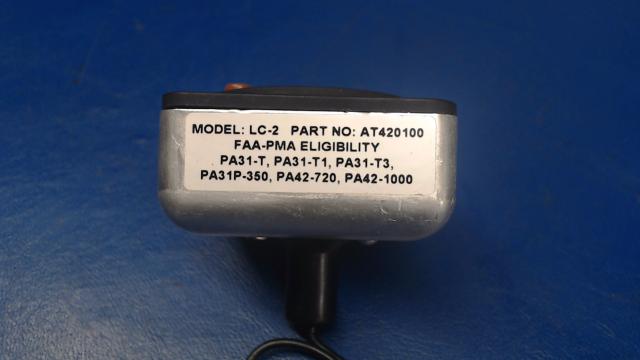 MODEL: LC-2 PART NO: AT420100
FAA-PMA ELIGIBILITY
PA31-T, PA31-T1, PA31-T3,
PA31P-350, PA42-720, PA42-1000